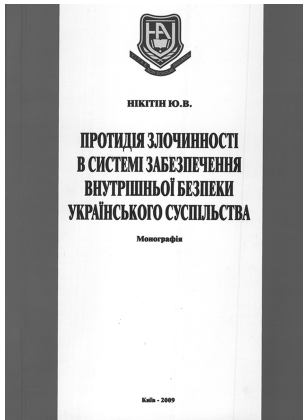 НІКІТІН Ю.В.
ПРОТИДІЯ ЗЛОЧИННОСТІ
В СИСТЕМІ ЗАБЕЗПЕЧЕННЯ
ВНУТРІШНЬОЇ БЕЗПЕКИ
УКРАЇНСЬКОГО СУСПІЛЬСТВА
Монографія
Київ - 2009